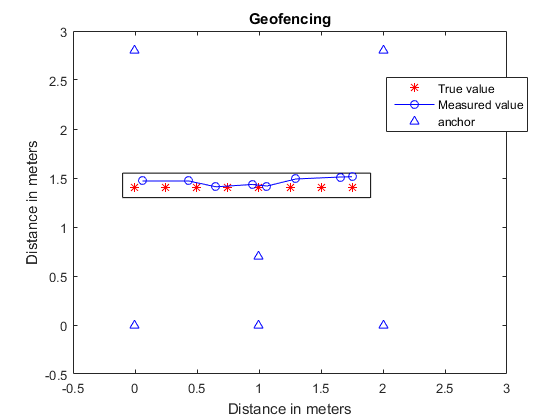 Geofencing
3
2.5
2
1.5
1
0.5
0
-0.5
Distance in meters
True value
Measured value
anchor
-0.5 0 0.5 1 1.5 2 2.5 3
Distance in meters